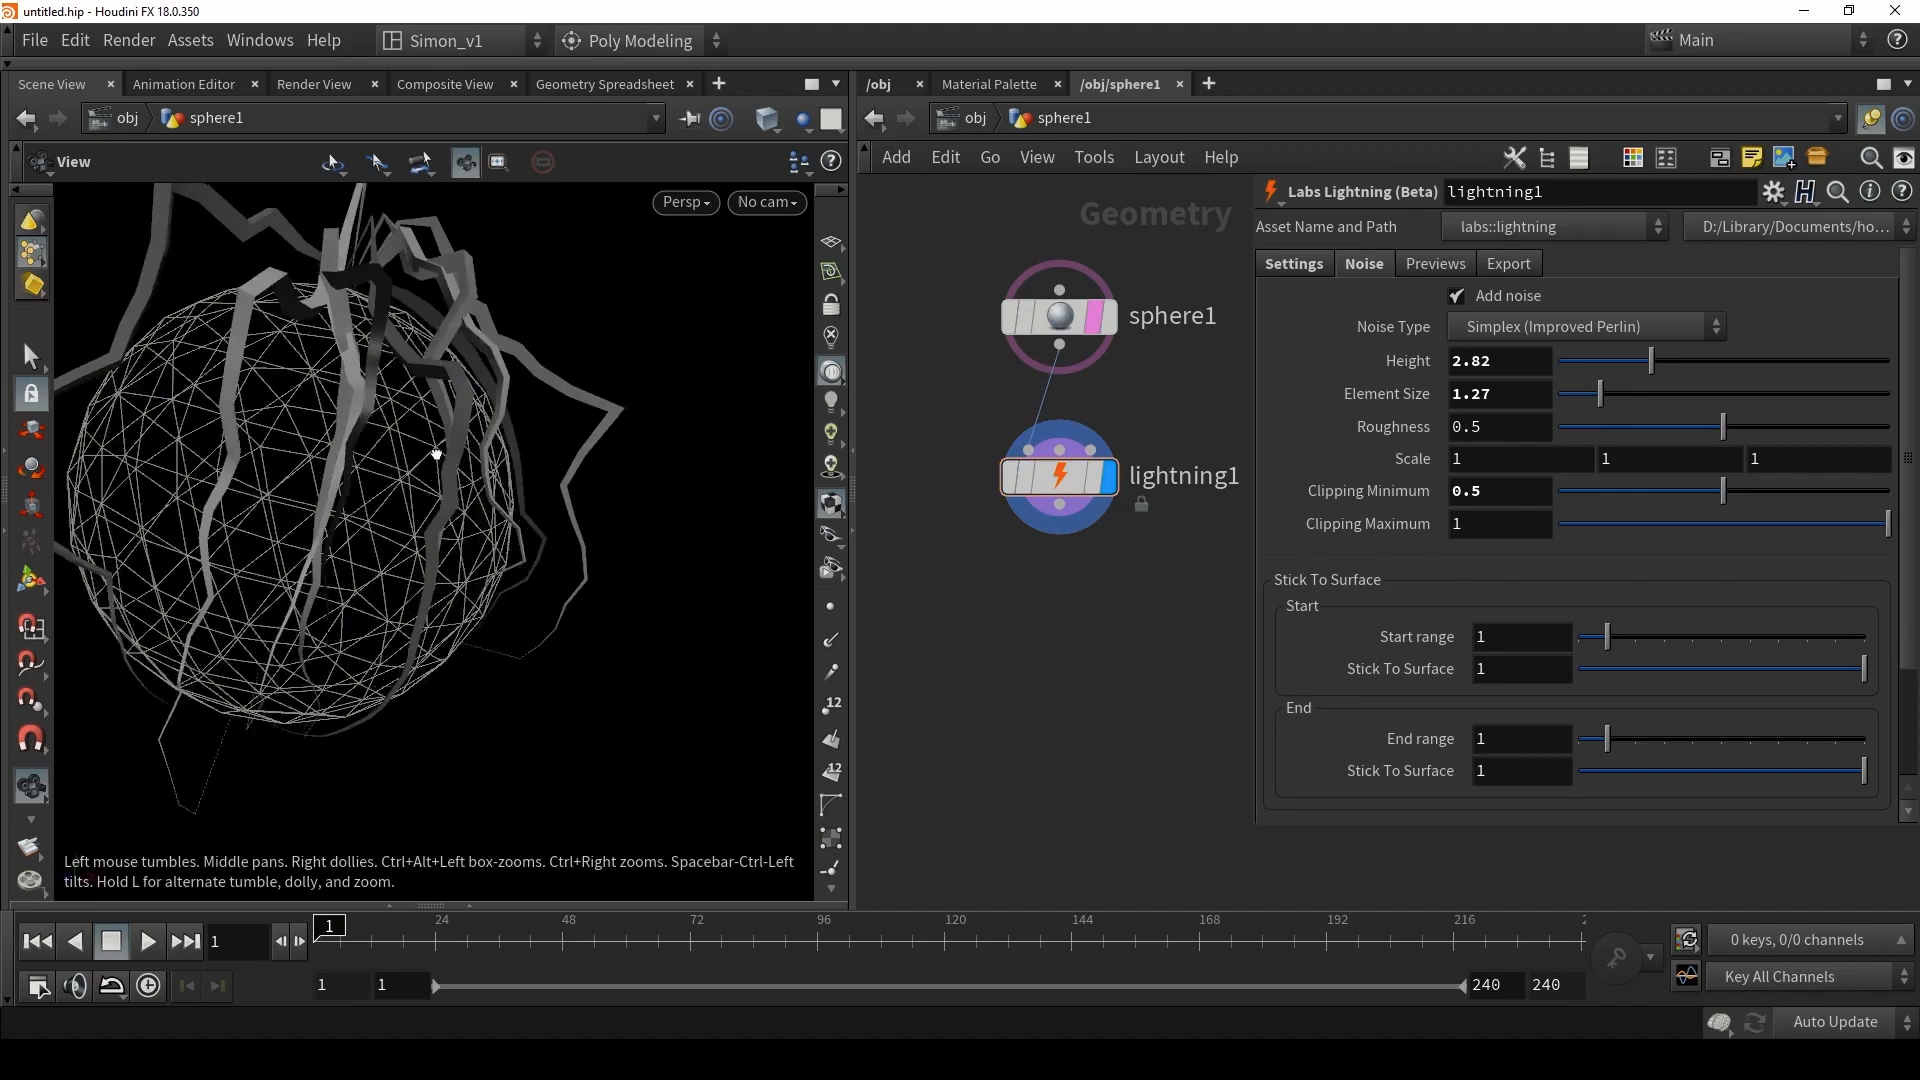 untitled.hip - Houdini FX 18.0.350
File Edit Render Assets Windows Help Simon_v1 Poly Modeling Main
Scene View Animation Editor Render View Composite View Geometry Spreadsheet /obj Material Palette /obj/sphere1
obj sphere1 obj sphere1
View Add Edit Go View Tools Layout Help
Persp No cam Geometry Labs Lightning (Beta) lightning1
Asset Name and Path labs::lightning D:/Library/Documents/ho...
Settings Noise Previews Export
Add noise
sphere1 Noise Type Simplex (Improved Perlin)
Height 2.82
Element Size 1.27
Roughness 0.5
Scale 1 1 1
lightning1 Clipping Minimum 0.5
Clipping Maximum 1
Stick To Surface
Start
Start range 1
Stick To Surface 1
End
12
End range 1
12
Stick To Surface 1
Left mouse tumbles. Middle pans. Right dollies. Ctrl+Alt+Left box-zooms. Ctrl+Right zooms. Spacebar-Ctrl-Left
tilts. Hold L for alternate tumble, dolly, and zoom.
1 24 48 72 96 120 144 168 192 216 2
1 0 keys, 0/0 channels
1 1 240 240 Key All Channels
Auto Update